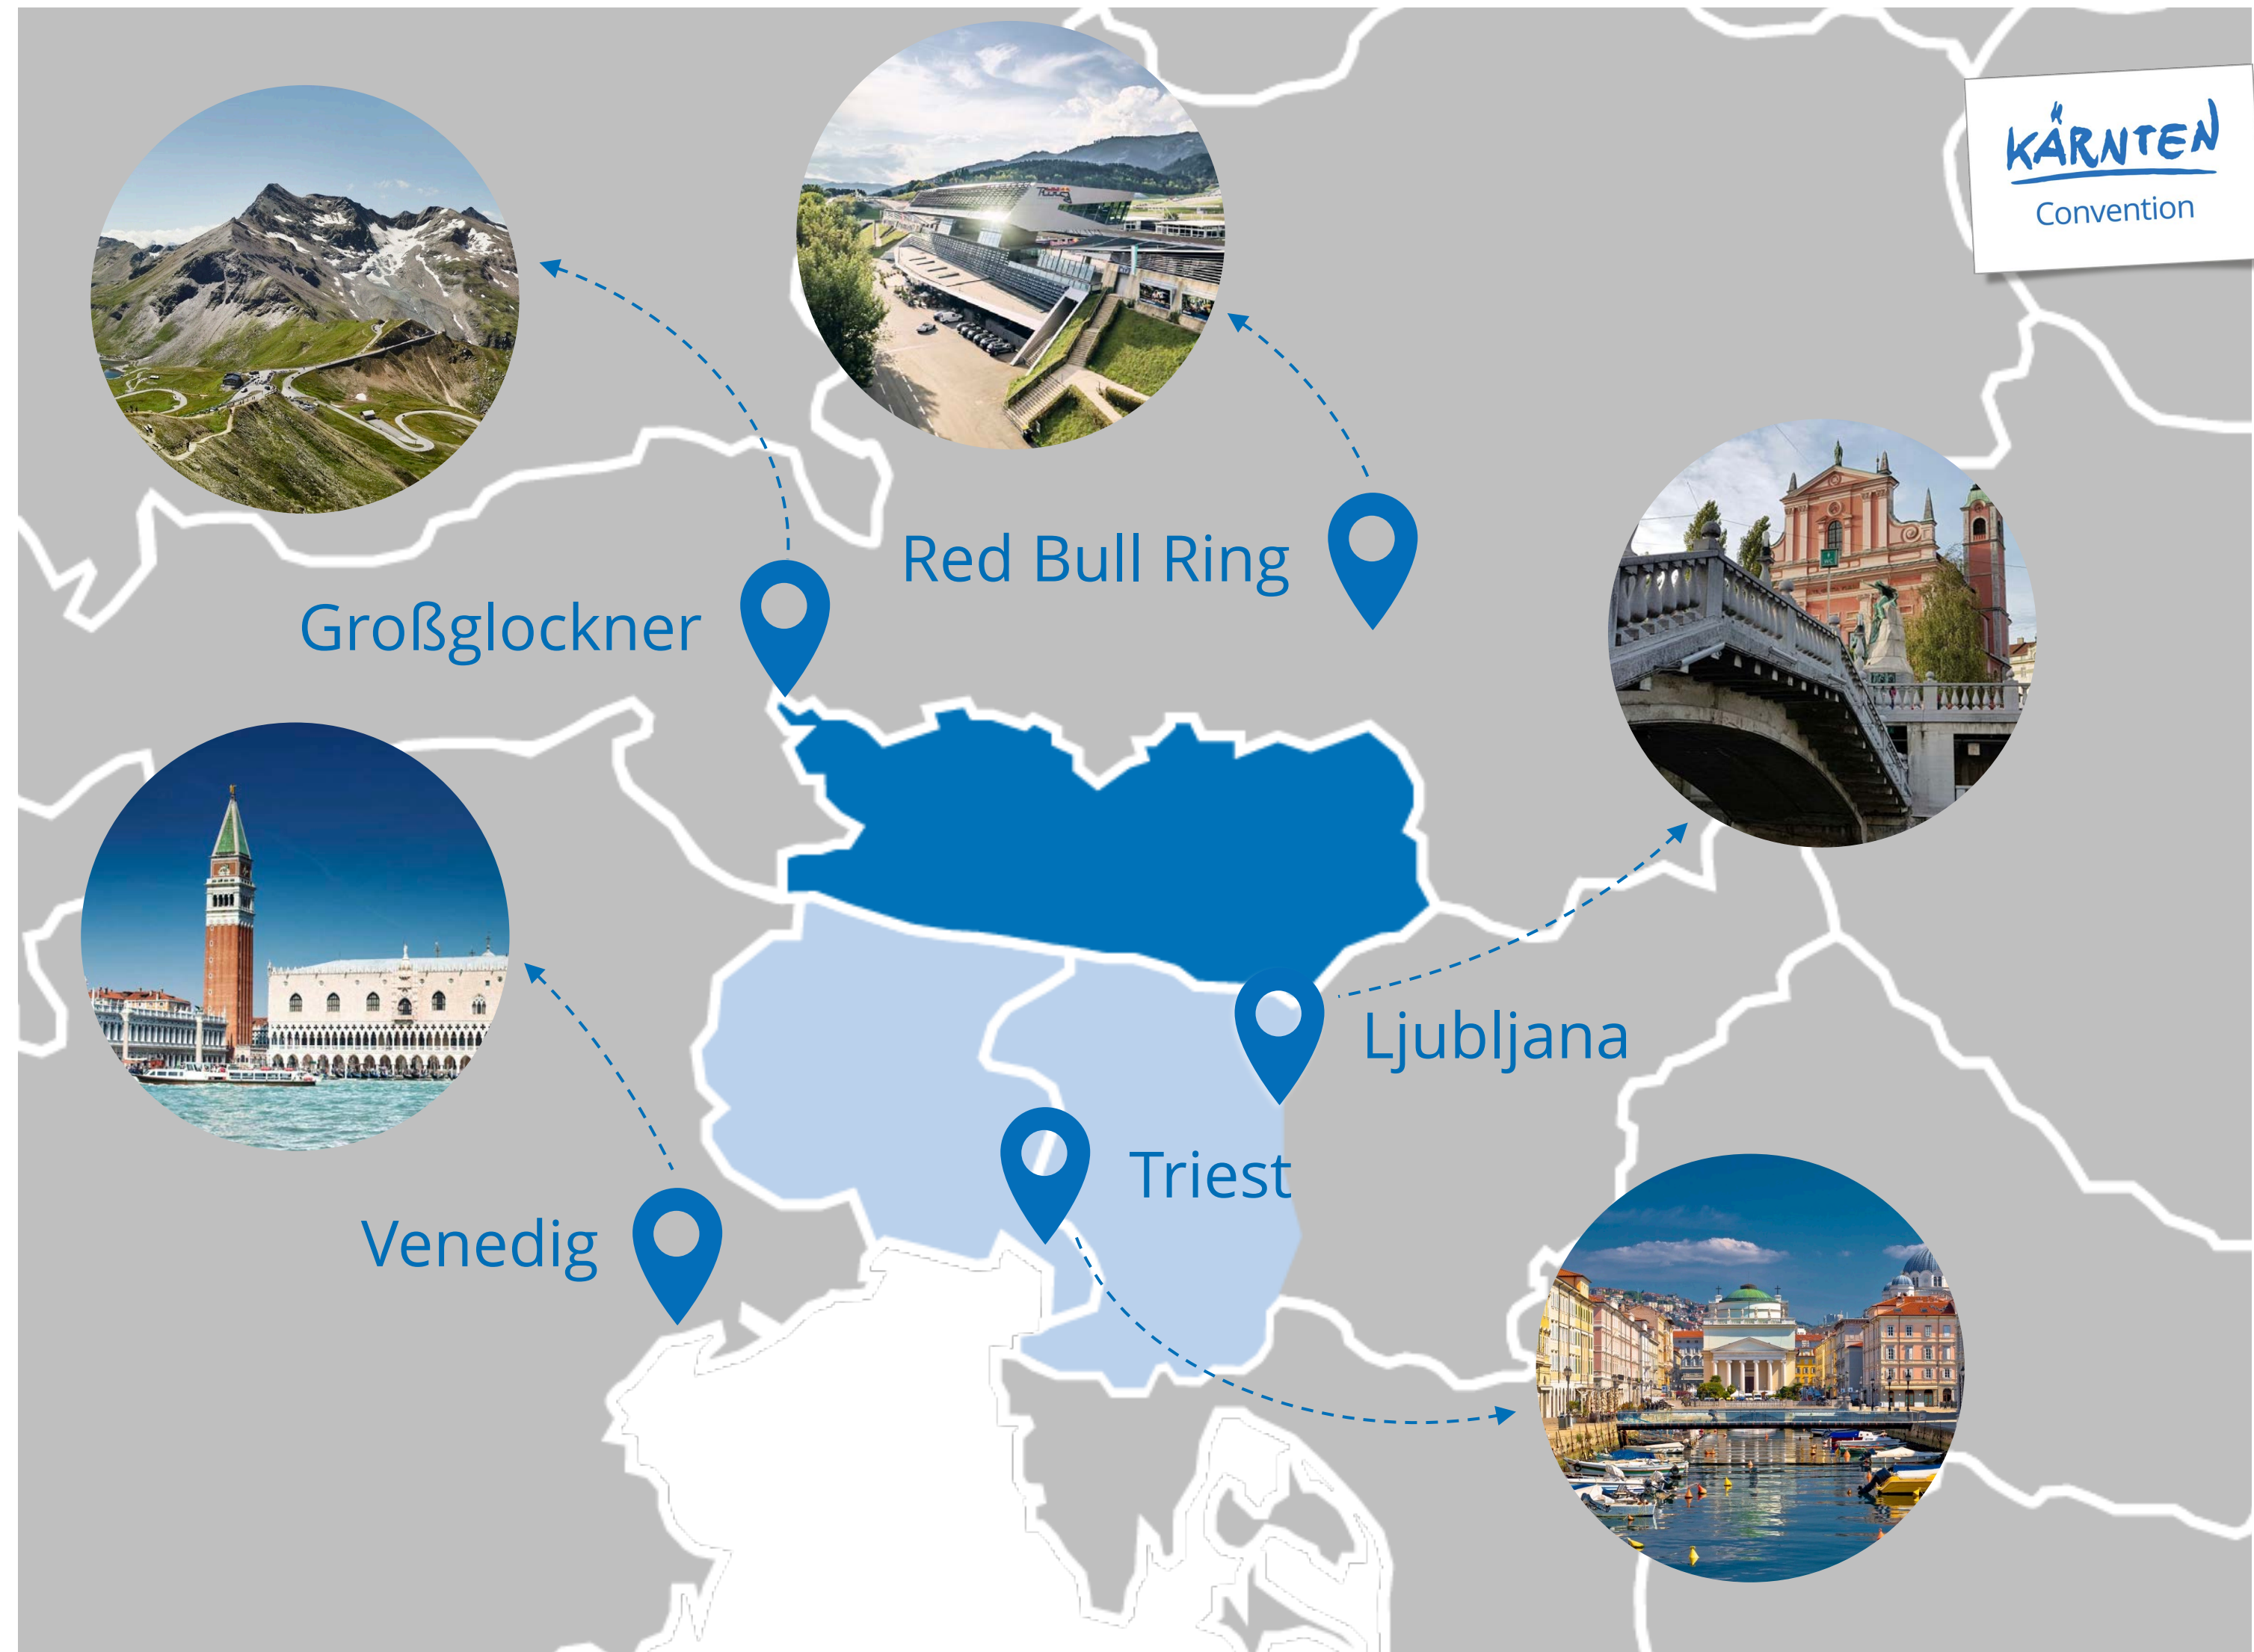 KÄRNTEN
Convention
Red Bull Ring
Großglockner
Ljubljana
Triest
Venedig